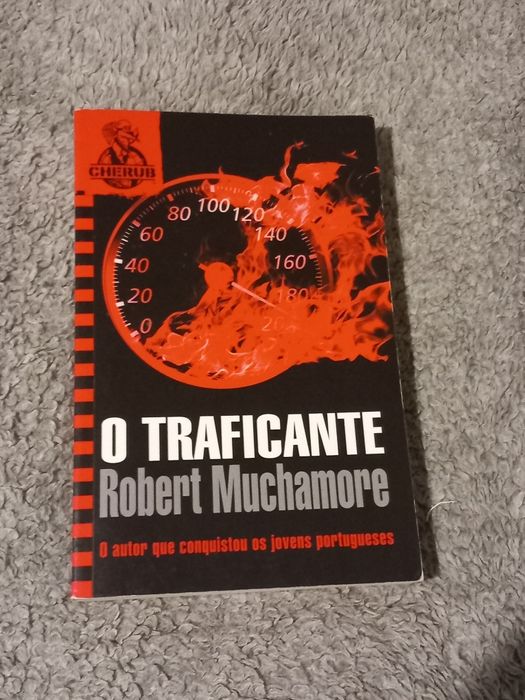 CHERUB
0
20
40
60
80
100
120
140
160
180
O TRAFICANTE
Robert Muchamore
O autor que conquistou os jovens portugueses